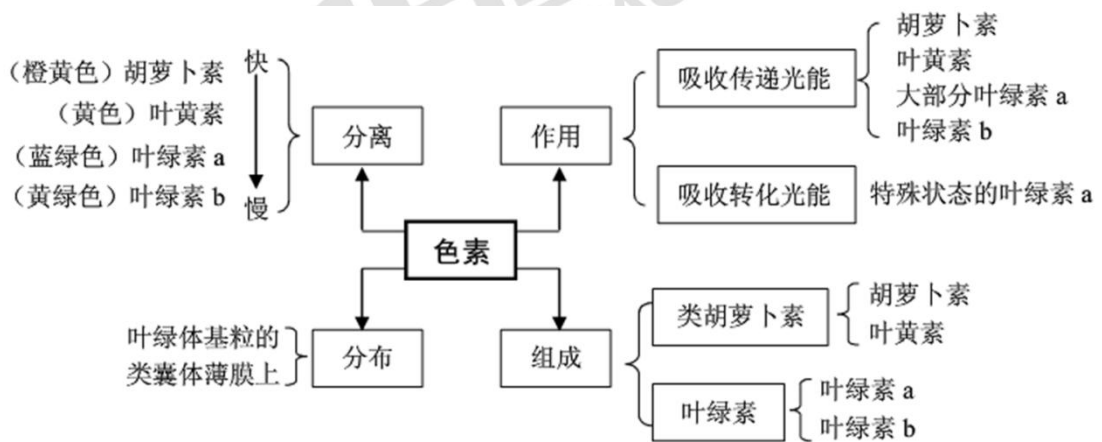 (橙黄色)胡萝卜素
(黄色)叶黄素
(蓝绿色)叶绿素 a
(黄绿色)叶绿素 b
快
慢
分离
作用
吸收传递光能
胡萝卜素
叶黄素
大部分叶绿素 a
叶绿素 b
吸收转化光能
特殊状态的叶绿素 a
色素
叶绿体基粒的
类囊体薄膜上
分布
组成
类胡萝卜素
胡萝卜素
叶黄素
叶绿素
叶绿素 a
叶绿素 b